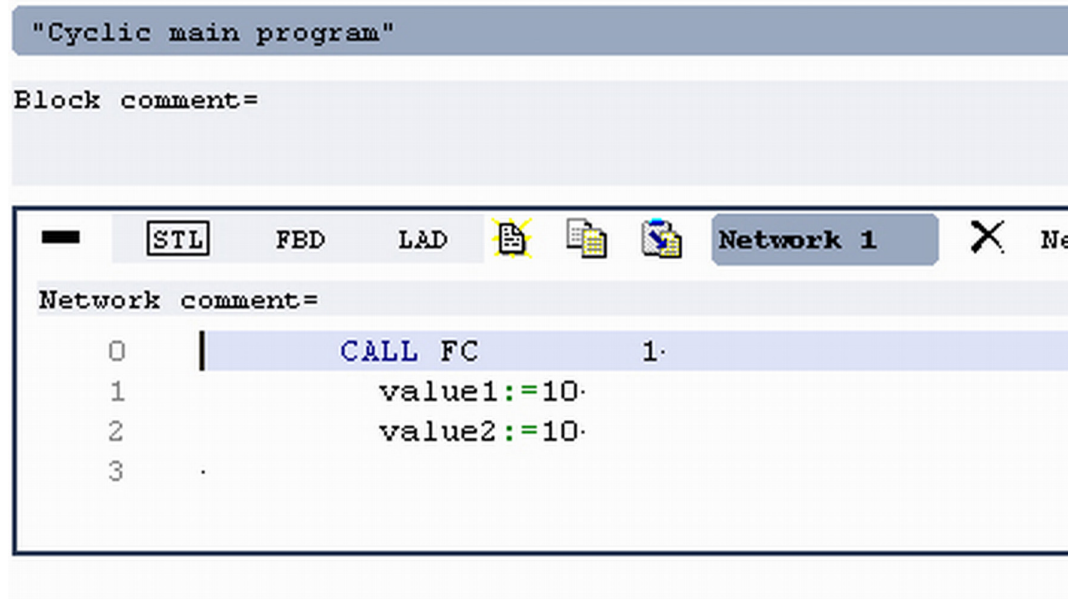 "Cyclic main program"
Block comment=
STL FBD LAD Network 1 Ne
Network comment=
0 CALL FC 1
1 value1:=10
2 value2:=10
3